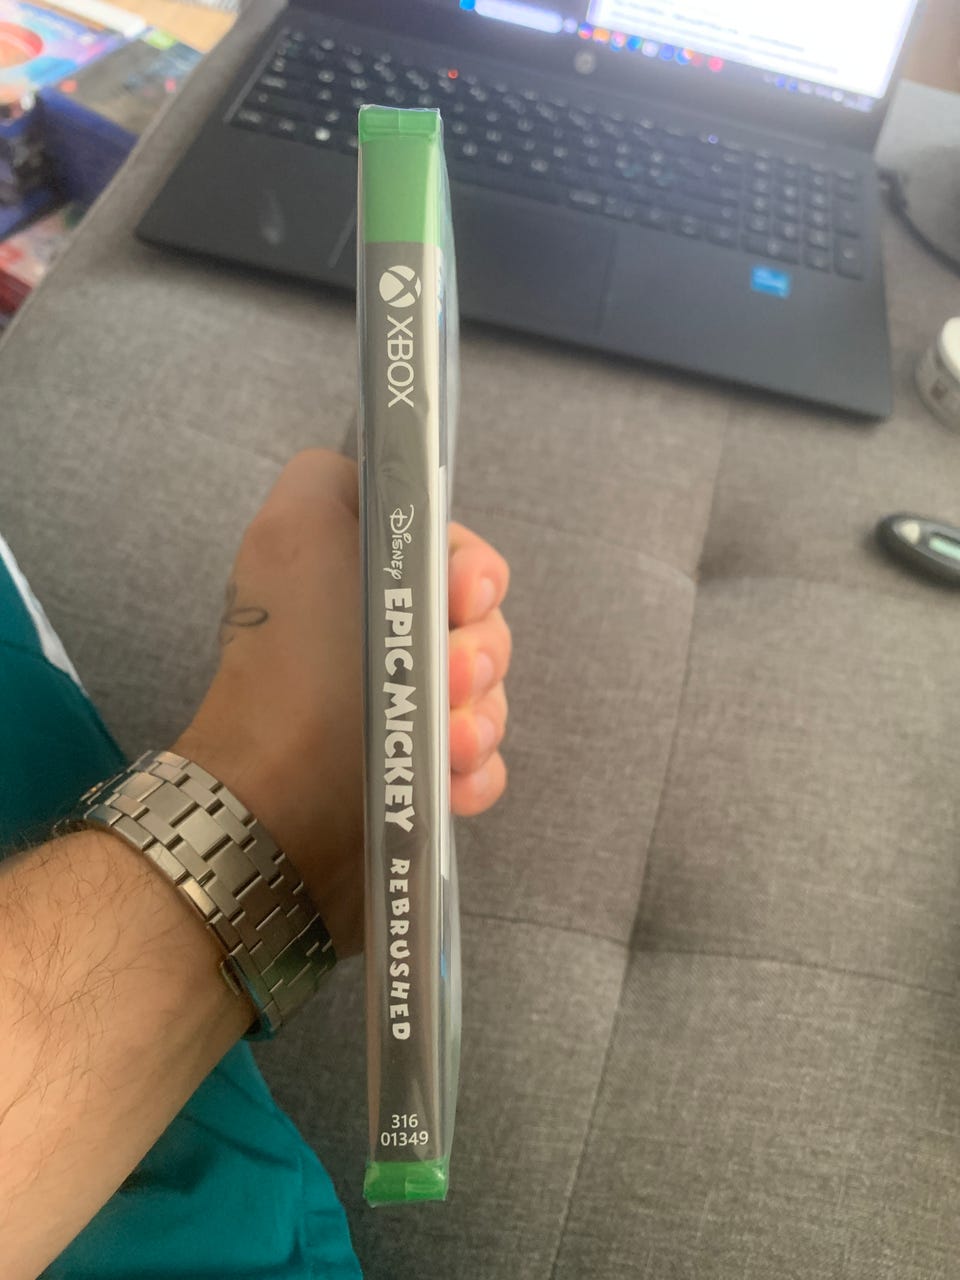 XBOX
Disney EPIC MICKEY REBRUSHED
316
01349